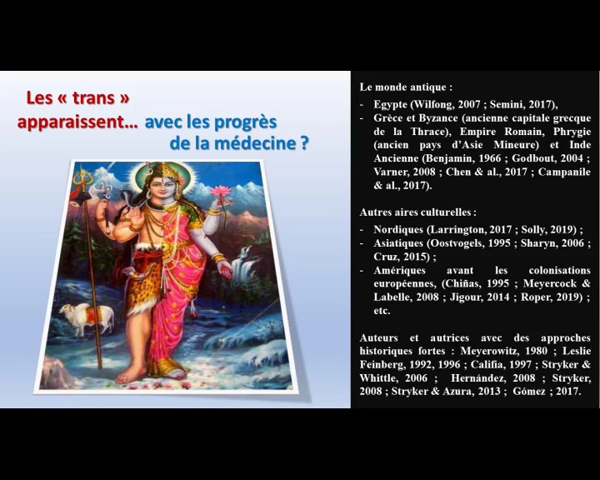 Les « trans »
apparaissent... avec les progrès
de la médecine ?
Le monde antique :
- Egypte (Wilfong, 2007 ; Semini, 2017),
- Grèce et Byzance (ancienne capitale grecque
de la Thrace), Empire Romain, Phrygie
(ancien pays d'Asie Mineure) et Inde
Ancienne (Benjamin, 1966 ; Godbout, 2004 ;
Varner, 2008 ; Chen & al., 2017 ; Campanile
& al., 2017).
Autres aires culturelles :
- Nordiques (Larrington, 2017 ; Solly, 2019) ;
- Asiatiques (Oostvogels, 1995 ; Sharyn, 2006 ;
Cruz, 2015) ;
- Amériques avant les colonisations
européennes, (Chiñas, 1995 ; Meyercock &
Labelle, 2008 ; Jigour, 2014 ; Roper, 2019) ;
etc.
Auteurs et autrices avec des approches
historiques fortes : Meyerowitz, 1980 ; Leslie
Feinberg, 1992, 1996 ; Califia, 1997 ; Stryker &
Whittle, 2006 ; Hernández, 2008 ; Stryker,
2008 ; Stryker & Azura, 2013 ; Gómez ; 2017.